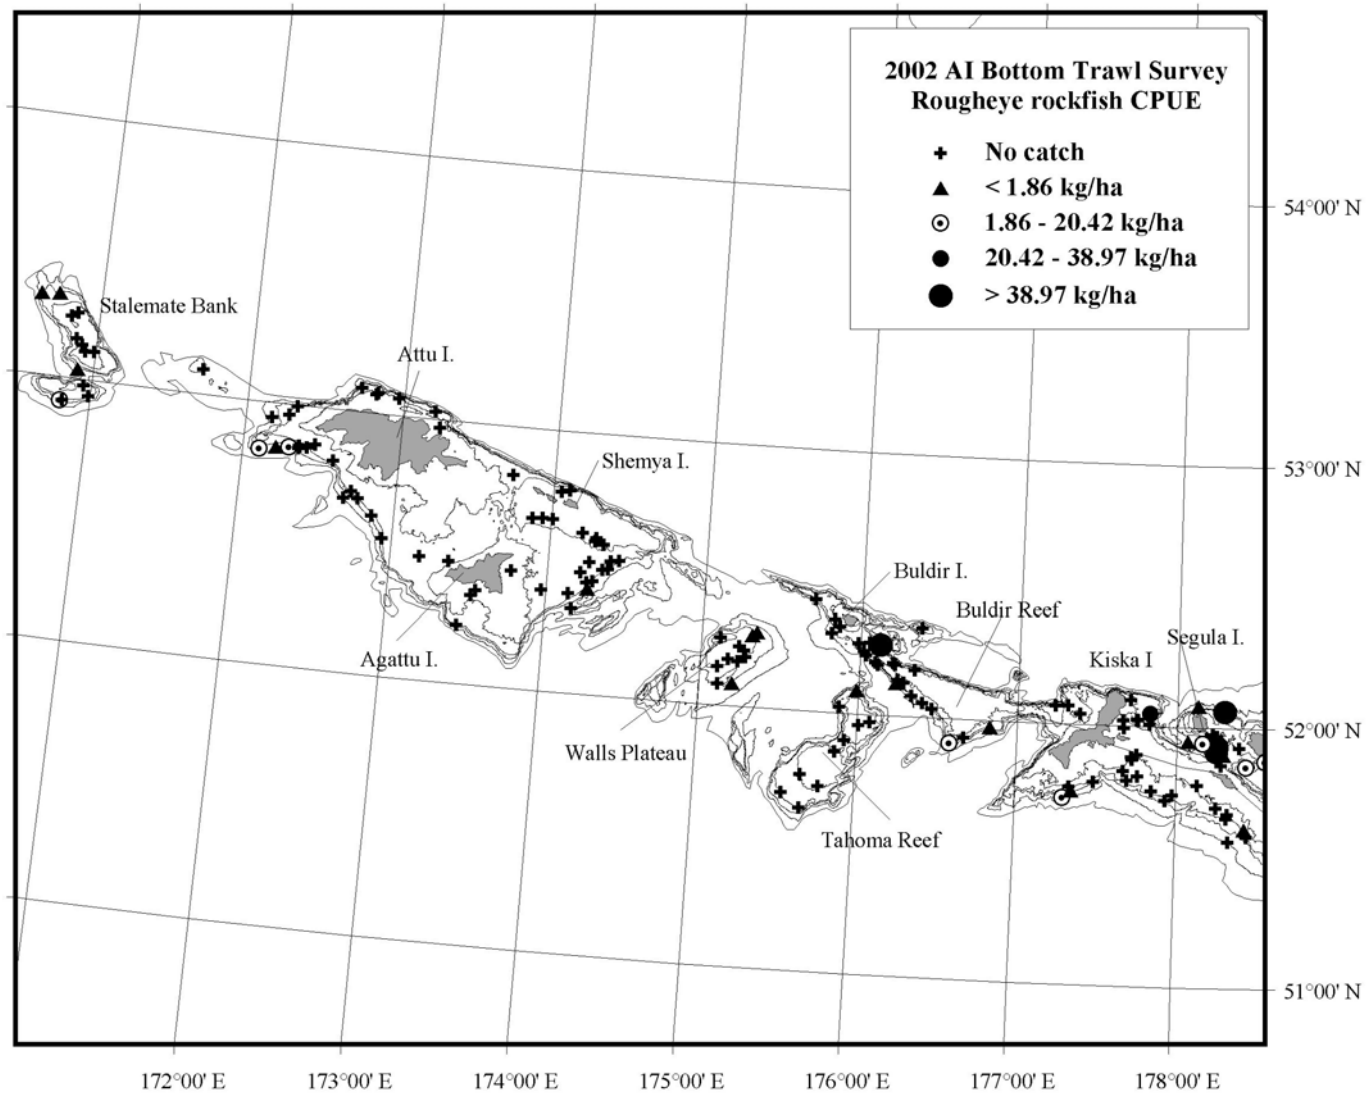 2002 AI Bottom Trawl Survey
Rougheye rockfish CPUE
No catch
< 1.86 kg/ha
1.86 - 20.42 kg/ha
20.42 - 38.97 kg/ha
> 38.97 kg/ha
54°00' N
Stalemate Bank
Attu I.
Shemya I.
53°00' N
Buldir I.
Buldir Reef
Segula I.
Agattu I.
Kiska I
52°00' N
Walls Plateau
Tahoma Reef
51°00' N
172°00' E
173°00' E
174°00' E
175°00' E
176°00' E
177°00' E
178°00' E